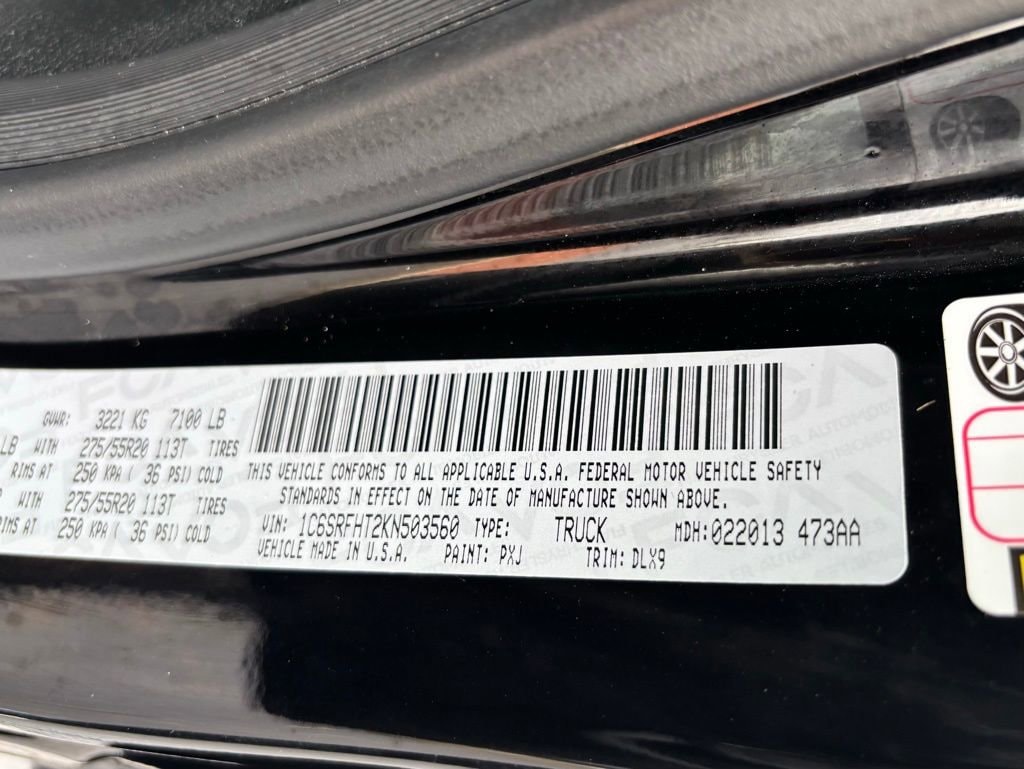 GVWR: 3221 KG 7100 LB
LB WITH 275/55R20 113T TIRES
RIMS AT 250 KPA ( 36 PSI) COLD
WITH 275/55R20 113T TIRES
RIMS AT 250 KPA ( 36 PSI) COLD
THIS VEHICLE CONFORMS TO ALL APPLICABLE U.S.A. FEDERAL MOTOR VEHICLE SAFETY
STANDARDS IN EFFECT ON THE DATE OF MANUFACTURE SHOWN ABOVE.
VIN: 1C6SRFHT2KN503560 TYPE: TRUCK MDH: 022013 473AA
VEHICLE MADE IN U.S.A. PAINT: PXJ TRIM: DLX9